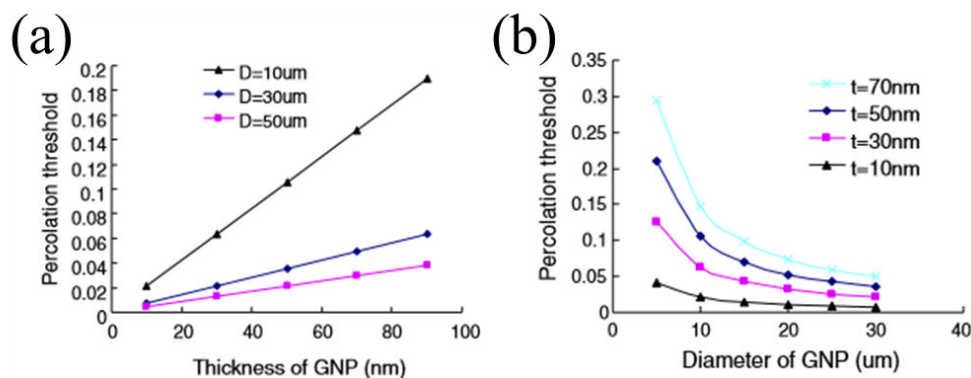 (a)
Percolation threshold
0.2
0.18
0.16
0.14
0.12
0.1
0.08
0.06
0.04
0.02
0
D=10um
D=30um
D=50um
0 20 40 60 80 100
Thickness of GNP (nm)
(b)
Percolation threshold
0.35
0.3
0.25
0.2
0.15
0.1
0.05
0
t=70nm
t=50nm
t=30nm
t=10nm
0 10 20 30 40
Diameter of GNP (um)